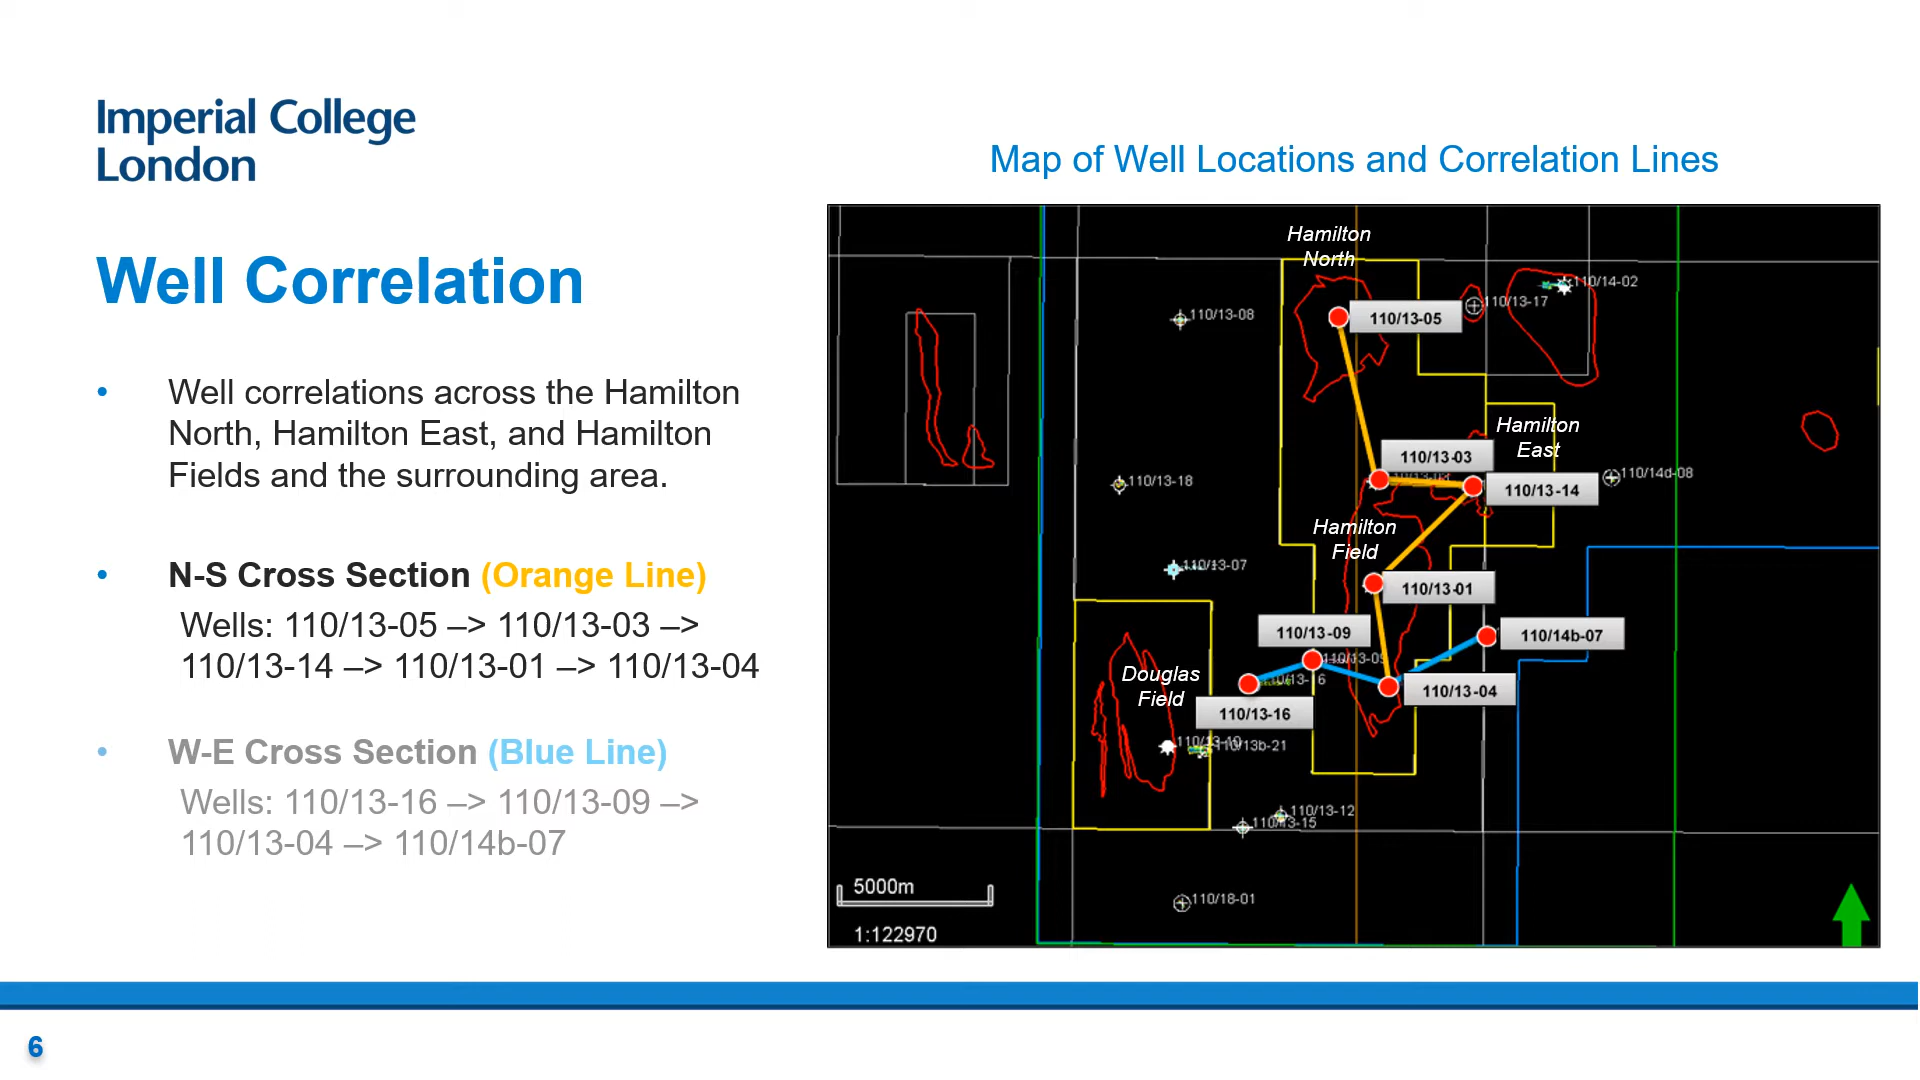 Imperial College
London
Well Correlation
• Well correlations across the Hamilton
North, Hamilton East, and Hamilton
Fields and the surrounding area.
• N-S Cross Section (Orange Line)
Wells: 110/13-05 –> 110/13-03 –>
110/13-14 –> 110/13-01 –> 110/13-04
• W-E Cross Section (Blue Line)
Wells: 110/13-16 –> 110/13-09 –>
110/13-04 –> 110/14b-07
Map of Well Locations and Correlation Lines
Hamilton
North
110/14-02
110/13-17
110/13-08
110/13-05
Hamilton
East
110/13-03
110/14d-08
110/13-18
110/13-14
Hamilton
Field
110/13-07
110/13-01
110/13-09
110/14b-07
110/13-09
Douglas
Field
110/13-16
110/13-04
110/13-16
110/13-10
110/13b-21
110/13-12
110/13-15
5000m
110/18-01
1:122970
6